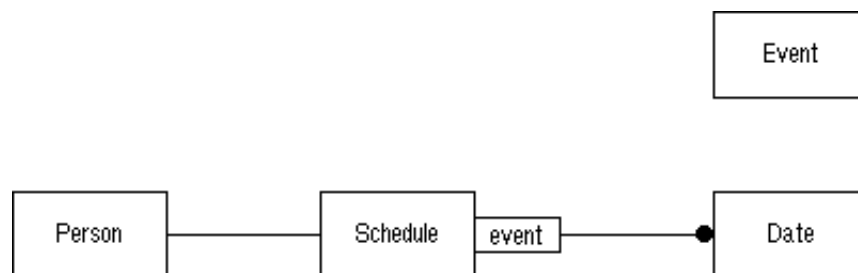 Event
Person
Schedule
event
Date